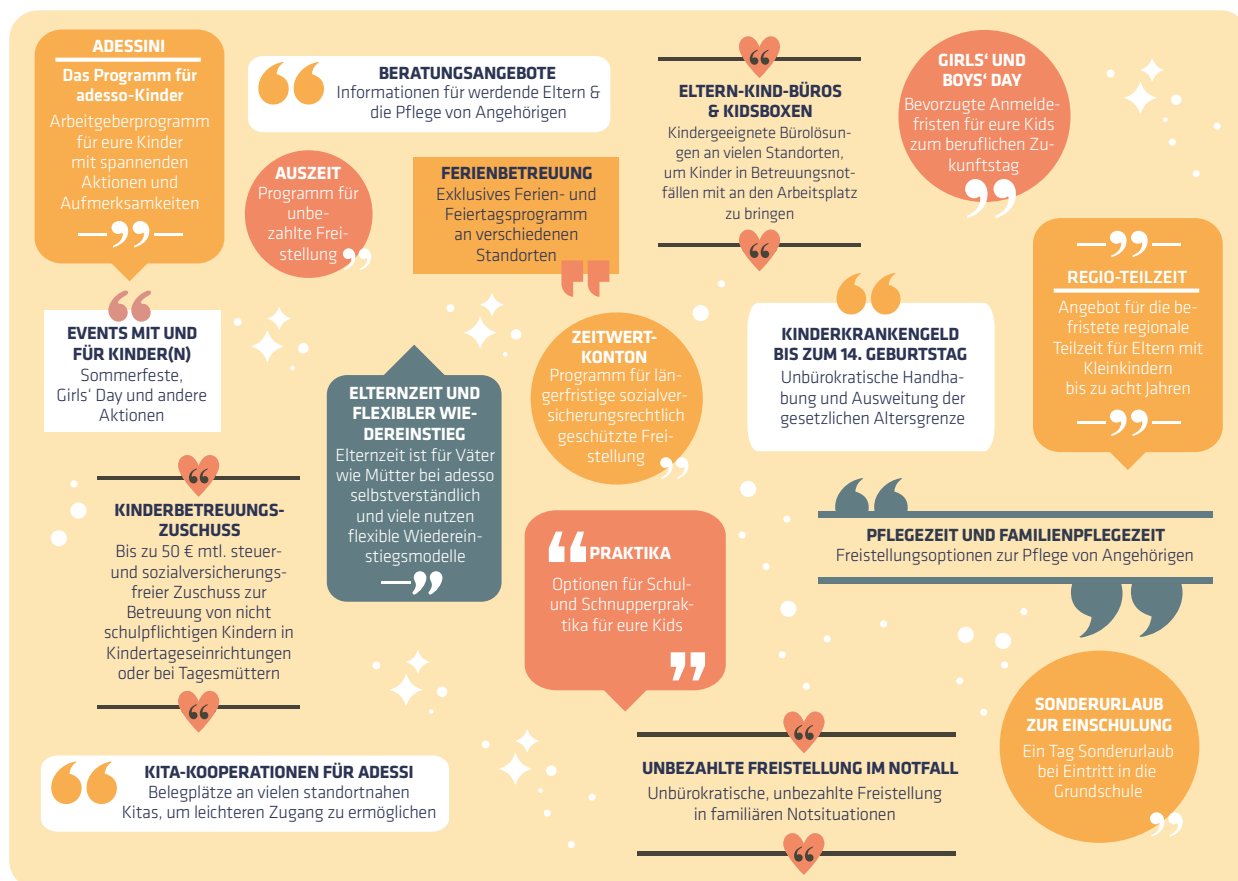 ADESSINI
Das Programm für
adesso-Kinder
Arbeitgeberprogramm
für eure Kinder
mit spannenden
Aktionen und
Aufmerksamkeiten
BERATUNGSANGEBOTE
Informationen für werdende Eltern &
die Pflege von Angehörigen
ELTERN-KIND-BÜROS
& KIDSBOXEN
Kindergeeignete Bürolösun-
gen an vielen Standorten,
um Kinder in Betreuungsnot-
fällen mit an den Arbeitsplatz
zu bringen
GIRLS‘ UND
BOYS‘ DAY
Bevorzugte Anmelde-
fristen für eure Kids
zum beruflichen Zu-
kunftstag
AUSZEIT
Programm für
unbe-
zahlte Frei-
stellung
FERIENBETREUUNG
Exklusives Ferien- und
Feiertagsprogramm
an verschiedenen
Standorten
REGIO-TEILZEIT
Angebot für die be-
fristete regionale
Teilzeit für Eltern mit
Kleinkindern
bis zu acht Jahren
EVENTS MIT UND
FÜR KINDER(N)
Sommerfeste,
Girls‘ Day und andere
Aktionen
ELTERNZEIT UND
FLEXIBLER WIE-
DEREINSTIEG
Elternzeit ist für Väter
wie Mütter bei adesso
selbstverständlich
und viele nutzen
flexible Wiederein-
stiegsmodelle
ZEITWERT-
KONTON
Programm für län-
gerfristige sozialver-
sicherungsrechtlich
geschützte Frei-
stellung
KINDERKRANKENGELD
BIS ZUM 14. GEBURTSTAG
Unbürokratische Handha-
bung und Ausweitung der
gesetzlichen Altersgrenze
KINDERBETREUUNGS-
ZUSCHUSS
Bis zu 50 € mtl. steuer-
und sozialversicherungs-
freier Zuschuss zur
Betreuung von nicht
schulpflichtigen Kindern in
Kindertageseinrichtungen
oder bei Tagesmüttern
PRAKTIKA
Optionen für Schul-
und Schnupperprak-
tika für eure Kids
PFLEGEZEIT UND FAMILIENPFLEGEZEIT
Freistellungsoptionen zur Pflege von Angehörigen
KITA-KOOPERATIONEN FÜR ADESSI
Belegplätze an vielen standortnahen
Kitas, um leichteren Zugang zu ermöglichen
UNBEZAHLTE FREISTELLUNG IM NOTFALL
Unbürokratische, unbezahlte Freistellung
in familiären Notsituationen
SONDERURLAUB
ZUR EINSCHULUNG
Ein Tag Sonderurlaub
bei Eintritt in die
Grundschule